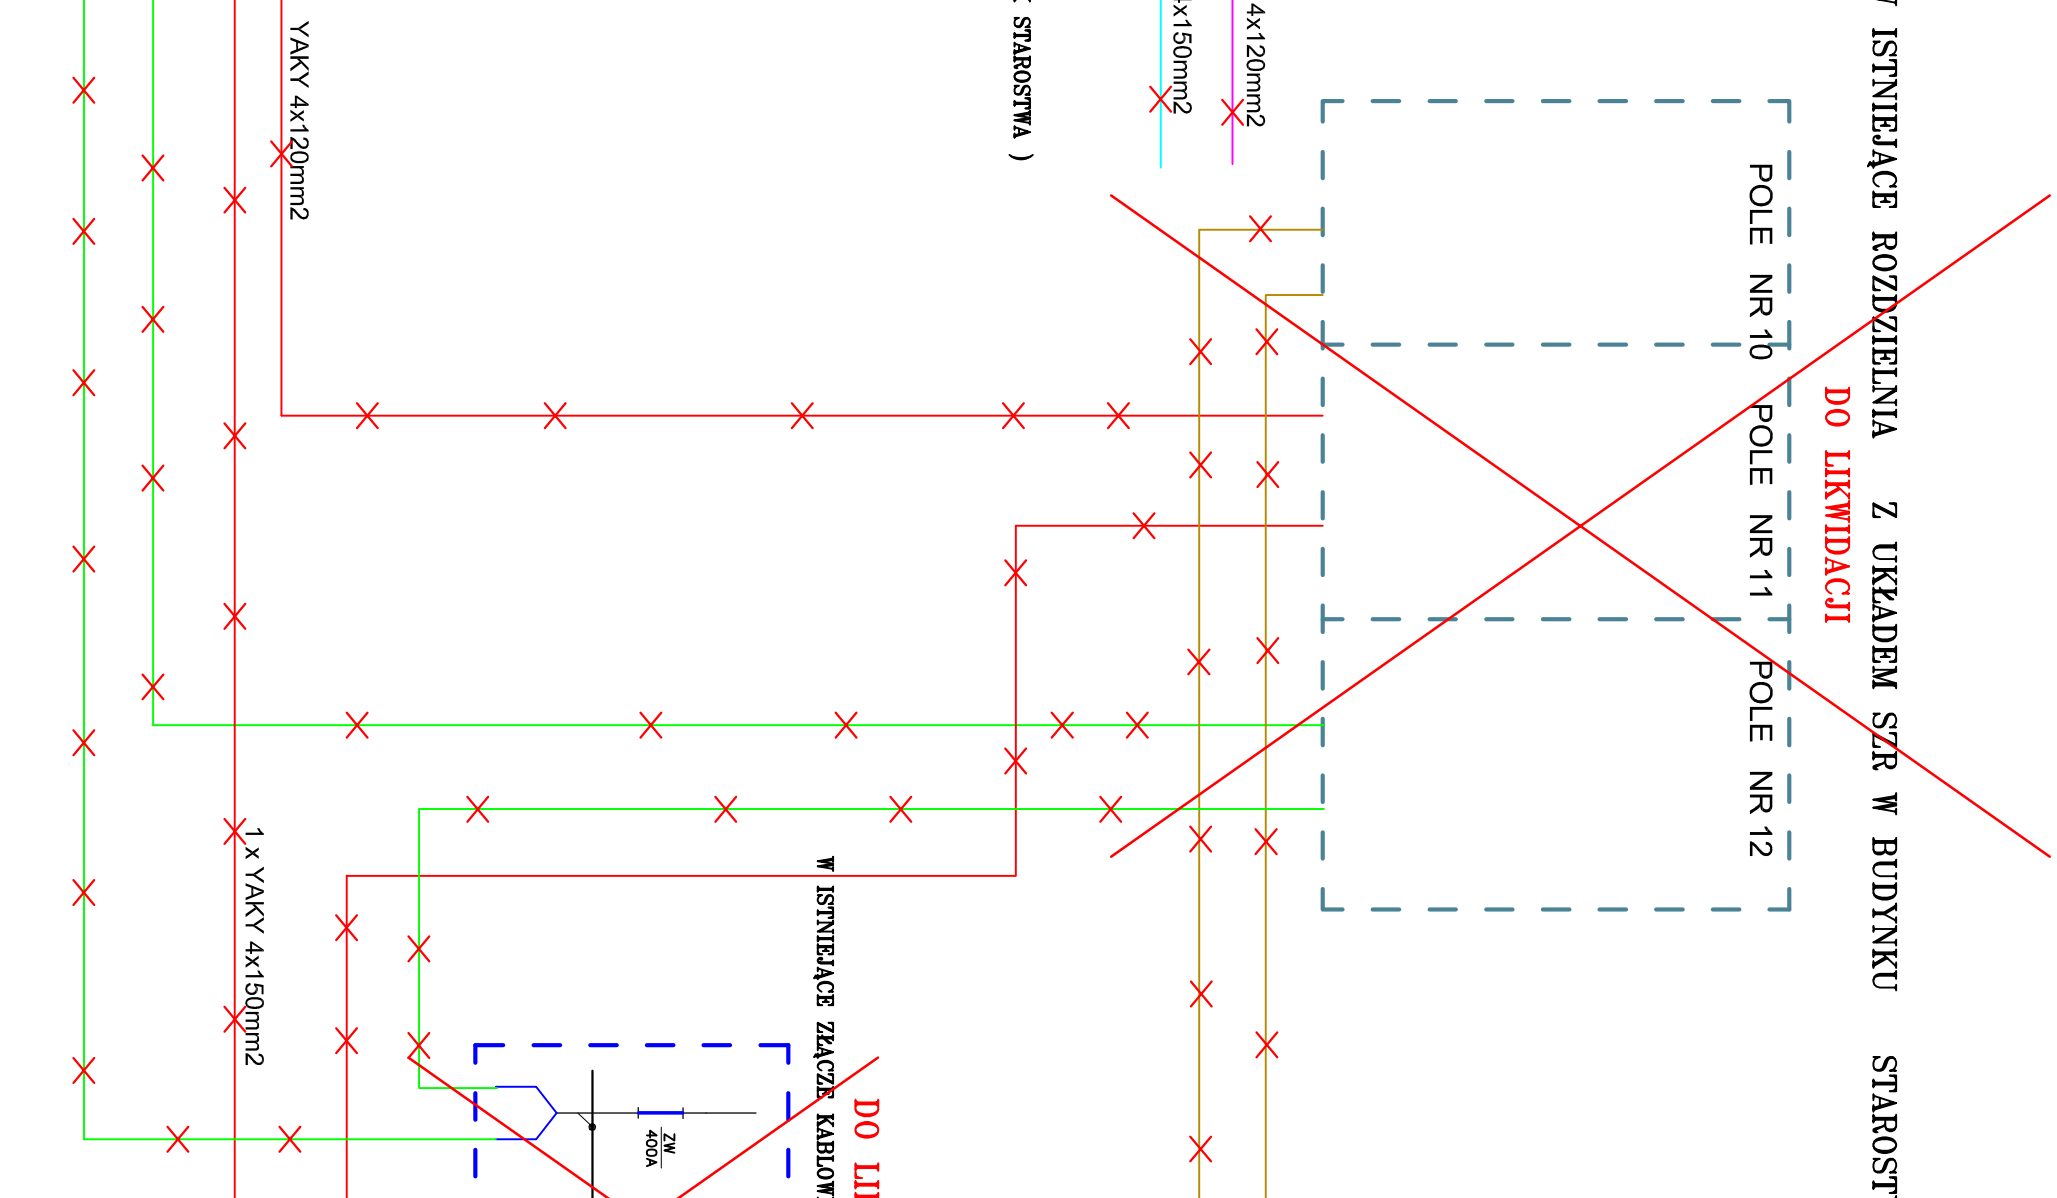 ISTNIEJĄCE ROZDZIELNIA Z UKŁADEM SZR W BUDYNKU STAROST
DO LIKWIDACJI
POLE NR 10
POLE NR 11
POLE NR 12
4x120mm2
4x150mm2
STAROSTWA )
DO LI
W ISTNIEJĄCE ZŁĄCZE KABLOW
ZW
400A
YAKY 4x120mm2
1 x YAKY 4x150mm2